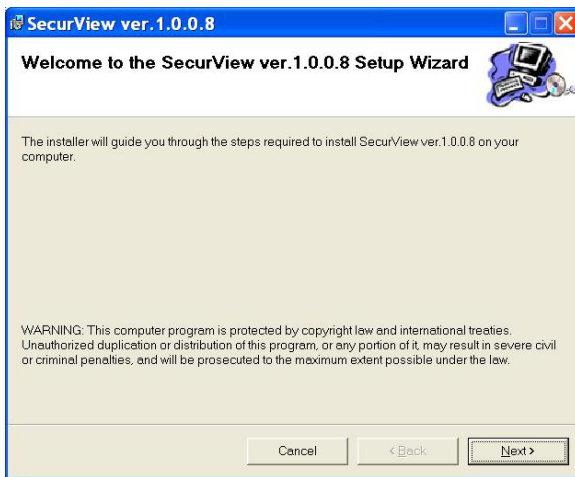 SecurView ver.1.0.0.8
Welcome to the SecurView ver.1.0.0.8 Setup Wizard
The installer will guide you through the steps required to install SecurView ver.1.0.0.8 on your
computer.
WARNING: This computer program is protected by copyright law and international treaties.
Unauthorized duplication or distribution of this program, or any portion of it, may result in severe civil
or criminal penalties, and will be prosecuted to the maximum extent possible under the law.
Cancel < Back Next >